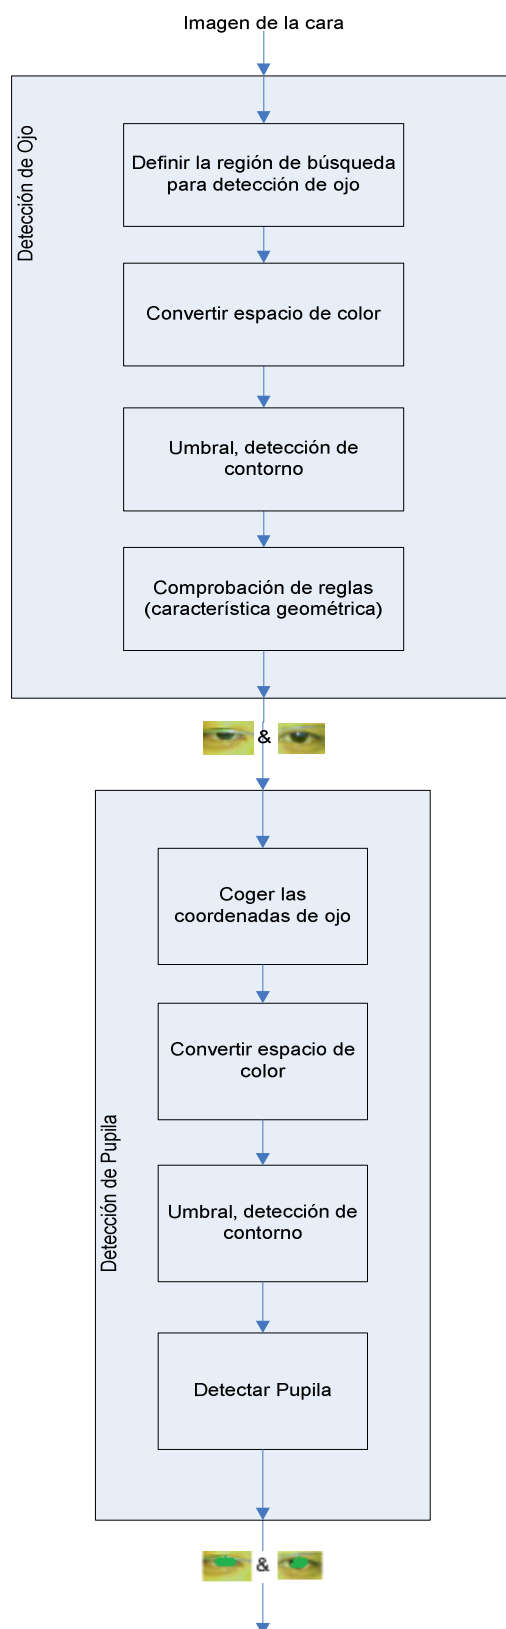 Imagen de la cara
Detección de Ojo
Definir la región de búsqueda
para detección de ojo
Convertir espacio de color
Umbral, detección de
contorno
Comprobación de reglas
(característica geométrica)
&
Detección de Pupila
Coger las
coordenadas de ojo
Convertir espacio de
color
Umbral, detección de
contorno
Detectar Pupila
&